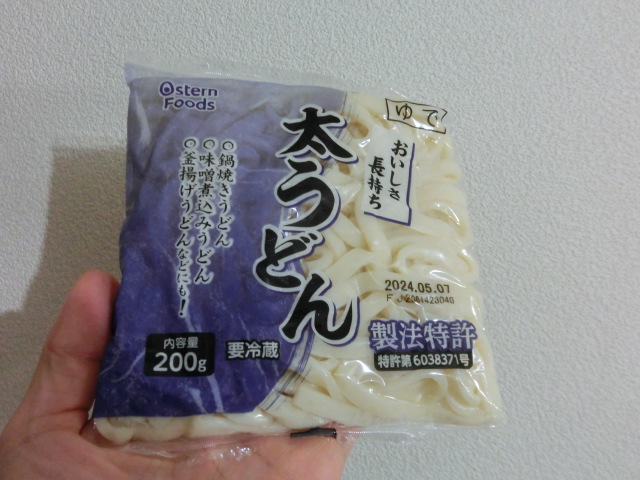 Ostern
Foods
ゆで
太うどん
おいしさ
長持ち
鍋焼きうどん
味噌煮込みうどん
釜揚げうどんなどにも!
2024.05.07
製法特許
特許第6038371号
内容量
200g
要冷蔵